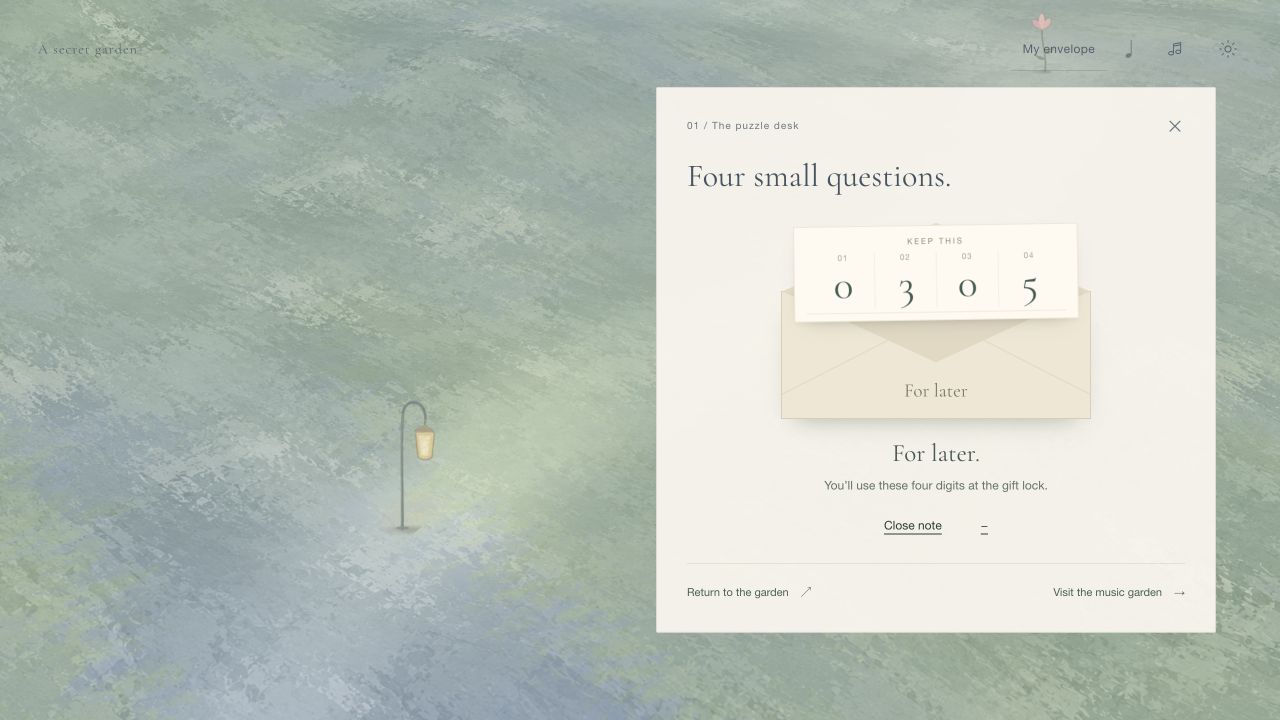 A secret garden
My envelope
01 / The puzzle desk
Four small questions.
KEEP THIS
01 02 03 04
0 3 0 5
For later
For later.
You'll use these four digits at the gift lock.
Close note –
Return to the garden ↗
Visit the music garden →